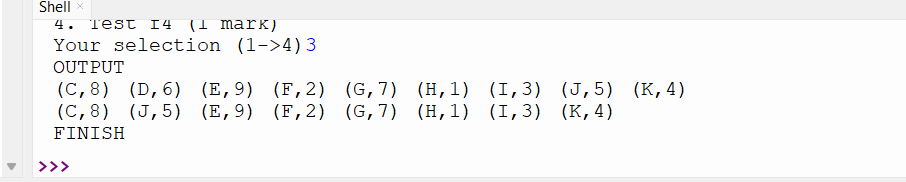 Shell ×
4. Test f4 (1 mark)
Your selection (1->4)3
OUTPUT
(C,8) (D,6) (E,9) (F,2) (G,7) (H,1) (I,3) (J,5) (K,4)
(C,8) (J,5) (E,9) (F,2) (G,7) (H,1) (I,3) (K,4)
FINISH
>>>